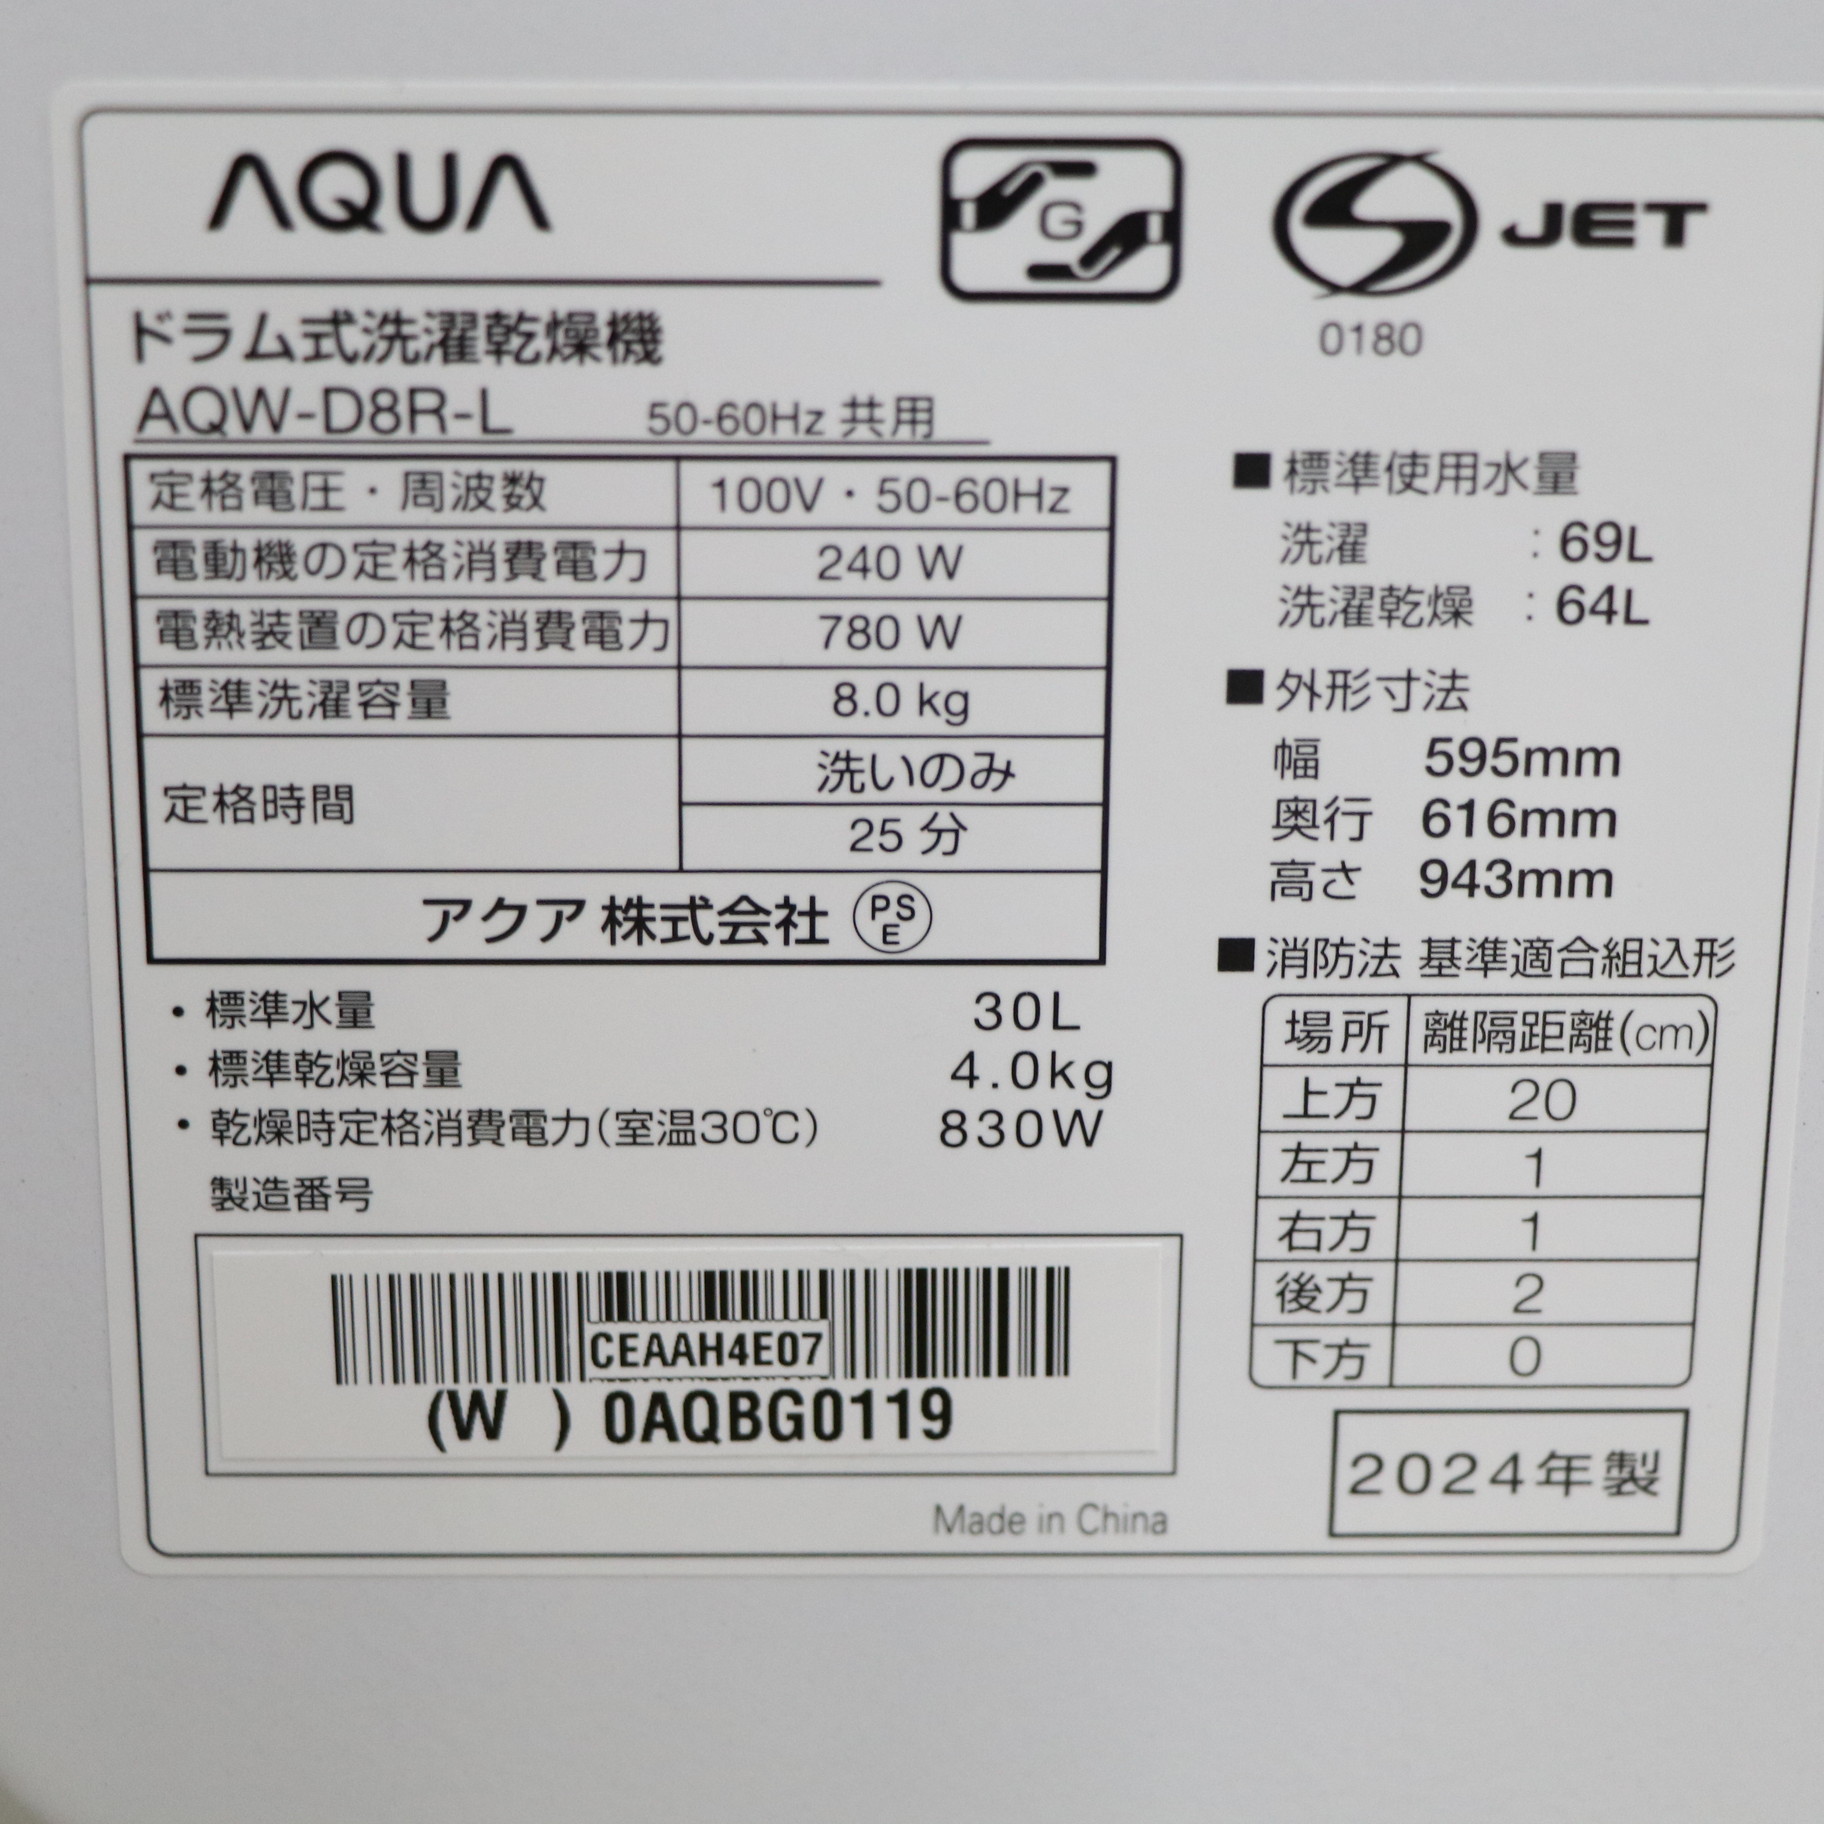 AQUA
G
S JET
0180
ドラム式洗濯乾燥機
AQW-D8R-L 50-60Hz 共用
定格電圧・周波数 100V・50-60Hz
電動機の定格消費電力 240 W
電熱装置の定格消費電力 780 W
標準洗濯容量 8.0 kg
定格時間 洗いのみ
25 分
アクア 株式会社 PSE
・標準水量 30L
・標準乾燥容量 4.0kg
・乾燥時定格消費電力(室温30℃) 830W
製造番号
CEAAH4E07
(W ) 0AQBG0119
Made in China
■標準使用水量
洗濯 : 69L
洗濯乾燥 : 64L
■外形寸法
幅 595mm
奥行 616mm
高さ 943mm
■消防法 基準適合組込形
場所 離隔距離(cm)
上方 20
左方 1
右方 1
後方 2
下方 0
2024年製